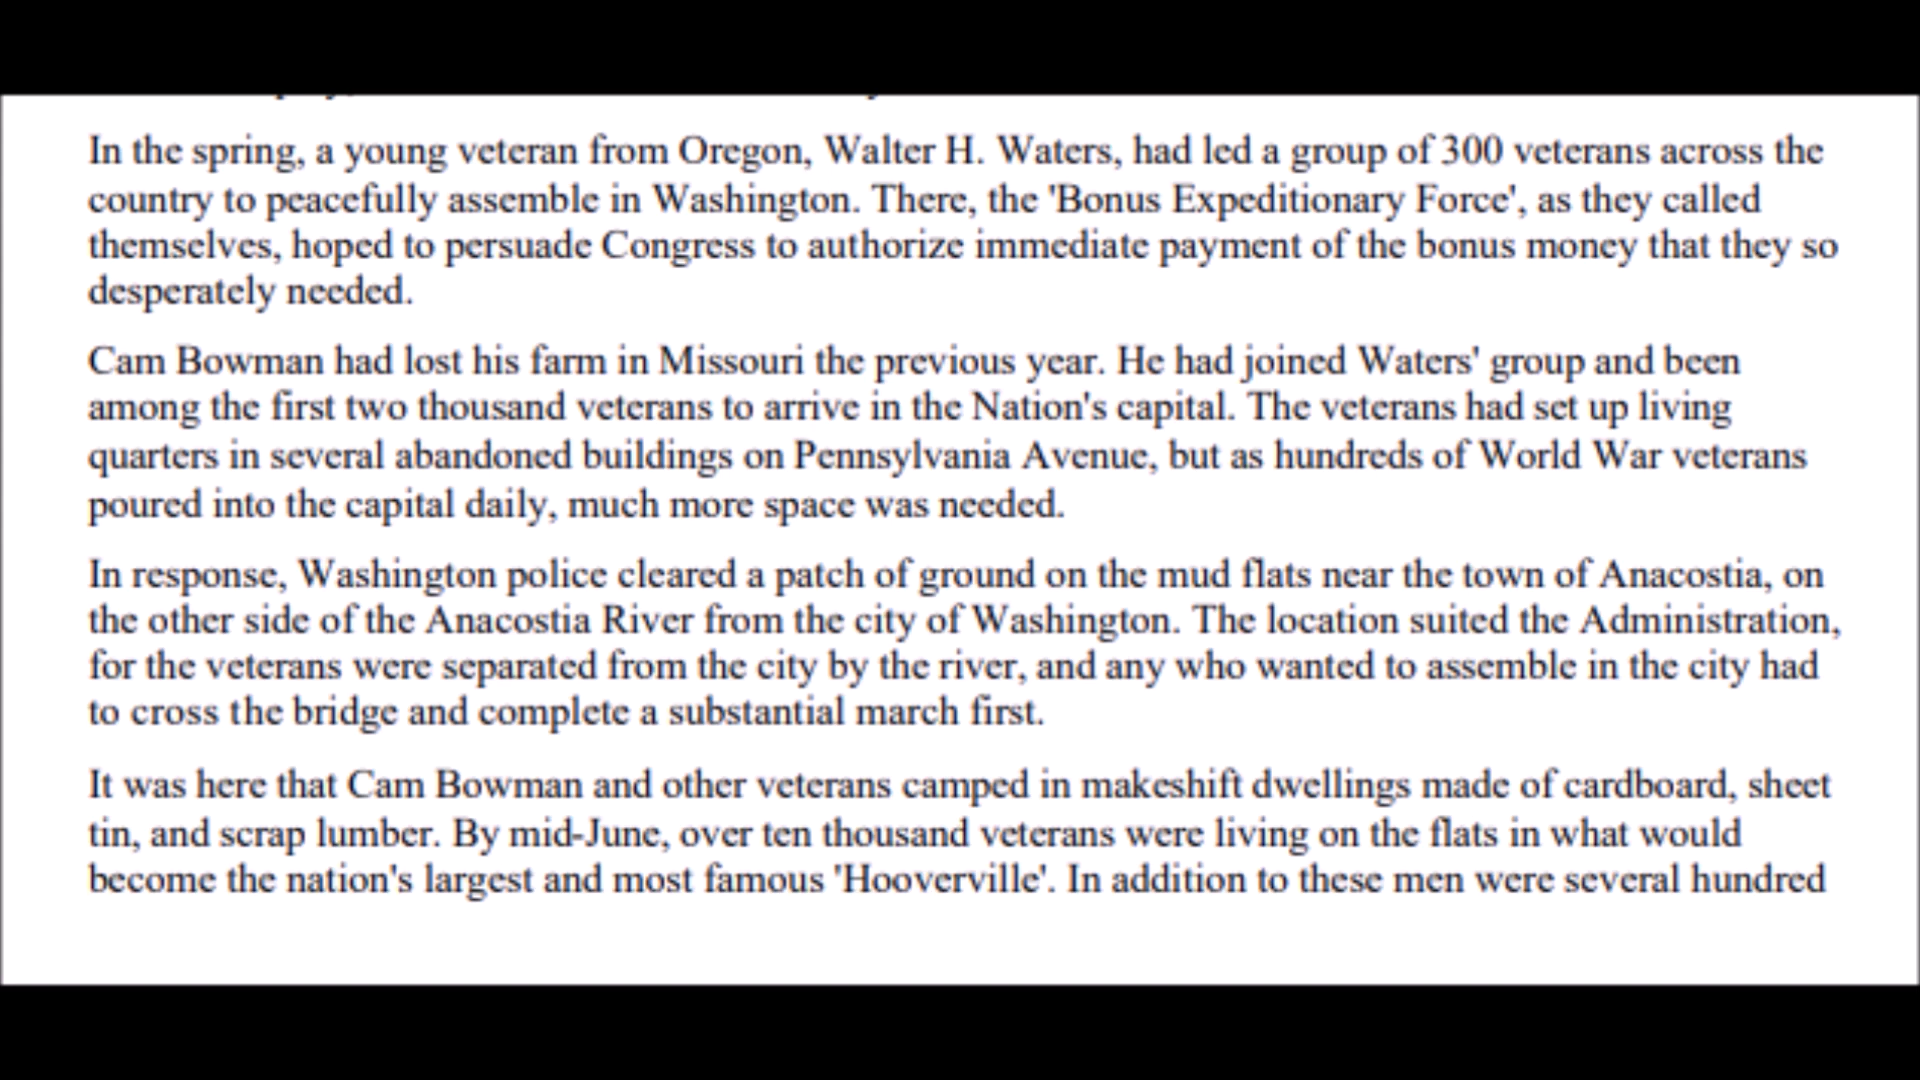 In the spring, a young veteran from Oregon, Walter H. Waters, had led a group of 300 veterans across the
country to peacefully assemble in Washington. There, the 'Bonus Expeditionary Force', as they called
themselves, hoped to persuade Congress to authorize immediate payment of the bonus money that they so
desperately needed.
Cam Bowman had lost his farm in Missouri the previous year. He had joined Waters' group and been
among the first two thousand veterans to arrive in the Nation's capital. The veterans had set up living
quarters in several abandoned buildings on Pennsylvania Avenue, but as hundreds of World War veterans
poured into the capital daily, much more space was needed.
In response, Washington police cleared a patch of ground on the mud flats near the town of Anacostia, on
the other side of the Anacostia River from the city of Washington. The location suited the Administration,
for the veterans were separated from the city by the river, and any who wanted to assemble in the city had
to cross the bridge and complete a substantial march first.
It was here that Cam Bowman and other veterans camped in makeshift dwellings made of cardboard, sheet
tin, and scrap lumber. By mid-June, over ten thousand veterans were living on the flats in what would
become the nation's largest and most famous 'Hooverville'. In addition to these men were several hundred